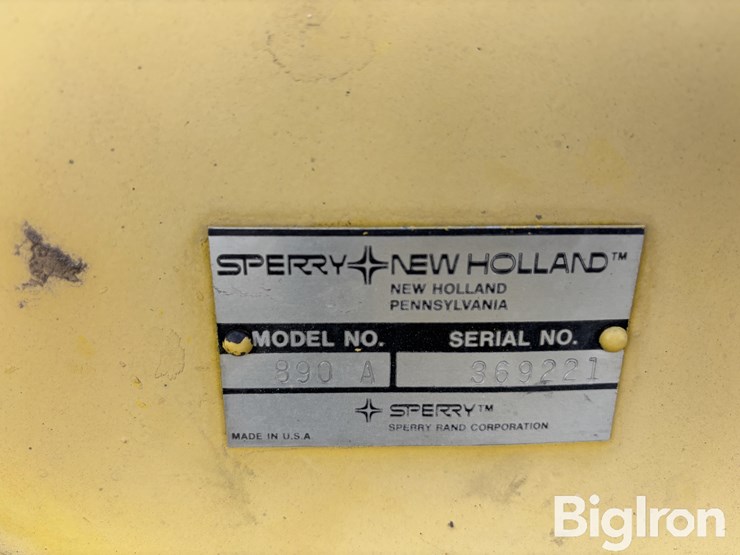 SPERRY NEW HOLLAND™
NEW HOLLAND
PENNSYLVANIA
MODEL NO. SERIAL NO.
890 A 369221
SPERRY™
SPERRY RAND CORPORATION
MADE IN U.S.A
BigIron